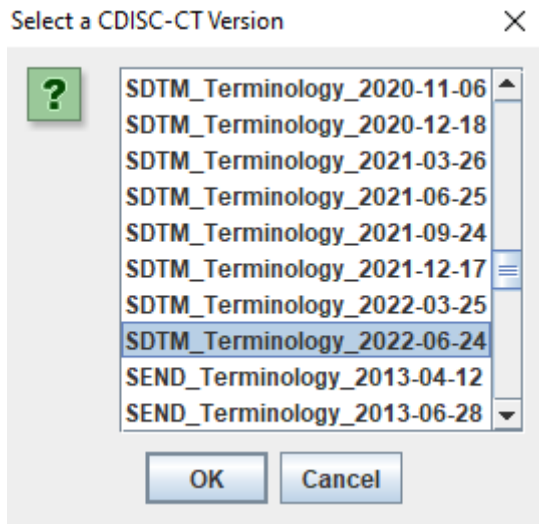 Select a CDISC-CT Version
?
SDTM_Terminology_2020-11-06
SDTM_Terminology_2020-12-18
SDTM_Terminology_2021-03-26
SDTM_Terminology_2021-06-25
SDTM_Terminology_2021-09-24
SDTM_Terminology_2021-12-17
SDTM_Terminology_2022-03-25
SDTM_Terminology_2022-06-24
SEND_Terminology_2013-04-12
SEND_Terminology_2013-06-28
OK Cancel